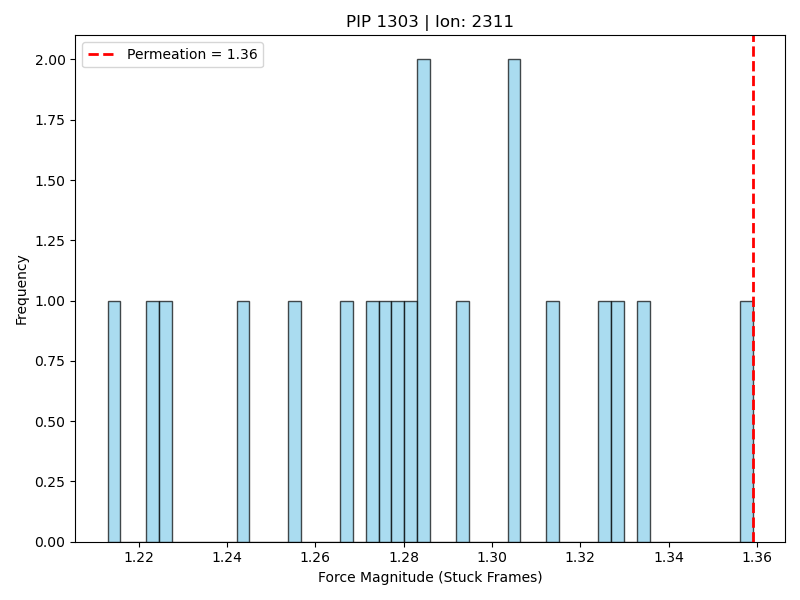 PIP 1303 | Ion: 2311
Permeation = 1.36
Frequency
2.00
1.75
1.50
1.25
1.00
0.75
0.50
0.25
0.00
1.22 1.24 1.26 1.28 1.30 1.32 1.34 1.36
Force Magnitude (Stuck Frames)